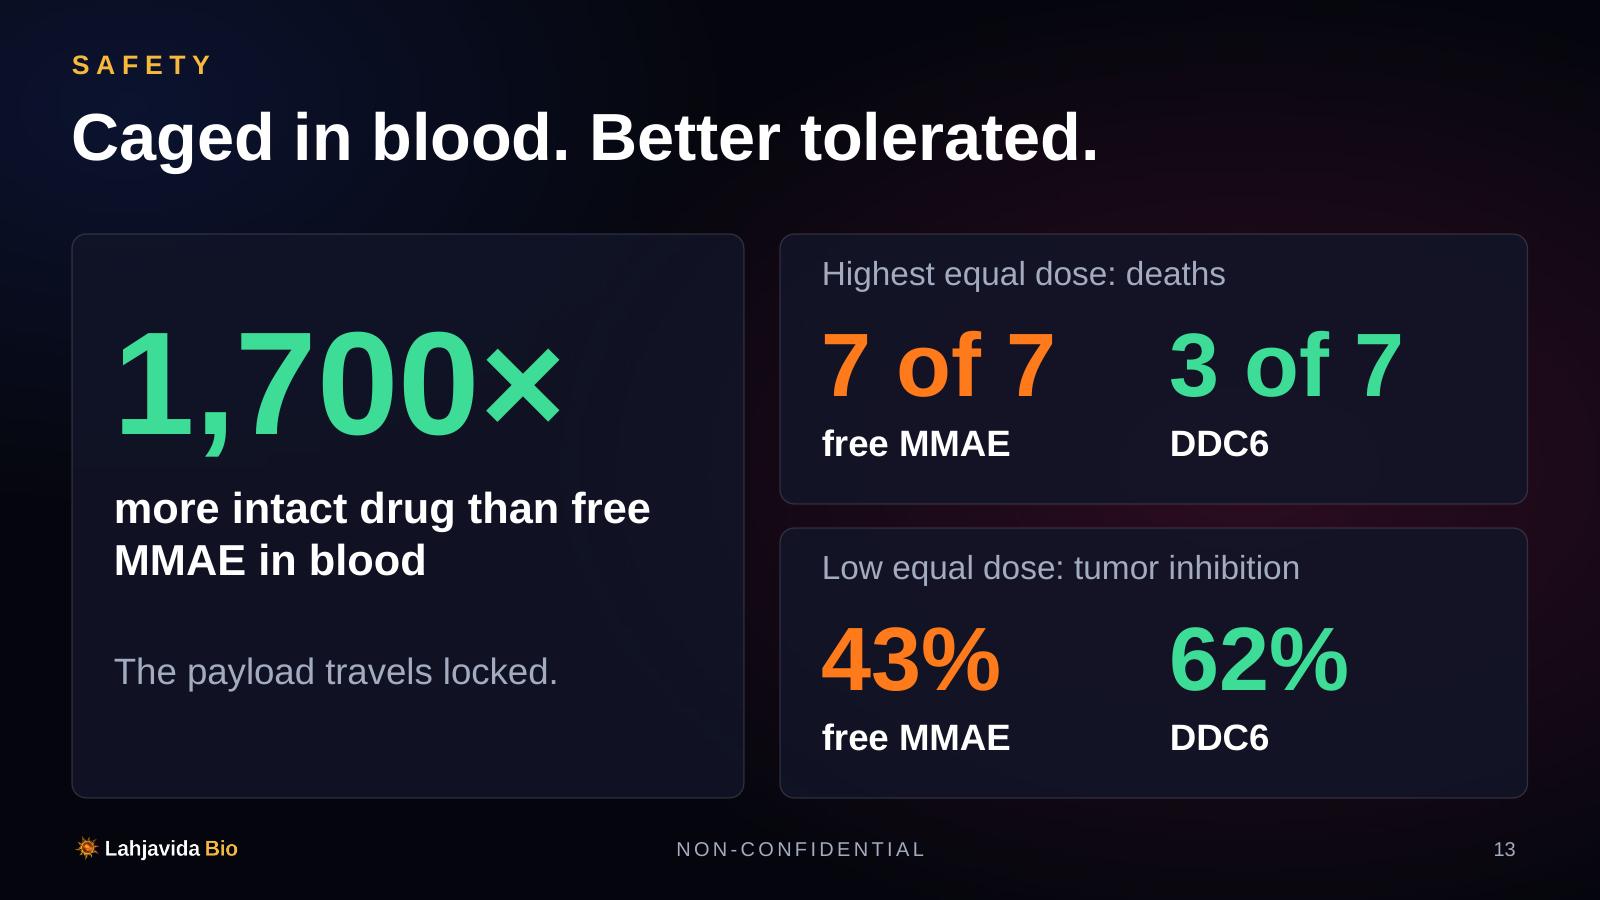 SAFETY
Caged in blood. Better tolerated.
1,700×
more intact drug than free
MMAE in blood
The payload travels locked.
Highest equal dose: deaths
7 of 7
free MMAE
3 of 7
DDC6
Low equal dose: tumor inhibition
43%
free MMAE
62%
DDC6
Lahjavida Bio
NON-CONFIDENTIAL
13